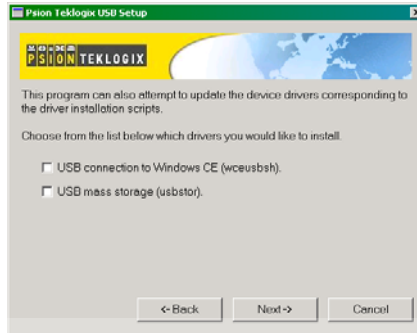 Psion Teklogix USB Setup
PSION TEKLOGIX
This program can also attempt to update the device drivers corresponding to
the driver installation scripts.
Choose from the list below which drivers you would like to install.
USB connection to Windows CE (wceusbsh).
USB mass storage (usbstor).
<- Back
Next ->
Cancel